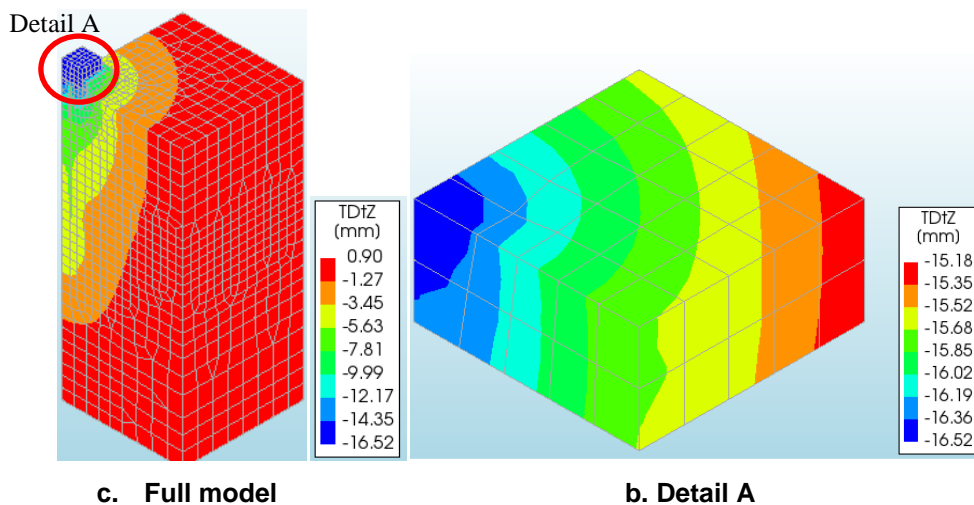 Detail A
TDtZ
(mm)
0.90
-1.27
-3.45
-5.63
-7.81
-9.99
-12.17
-14.35
-16.52
TDtZ
(mm)
-15.18
-15.35
-15.52
-15.68
-15.85
-16.02
-16.19
-16.36
-16.52
c. Full model
b. Detail A